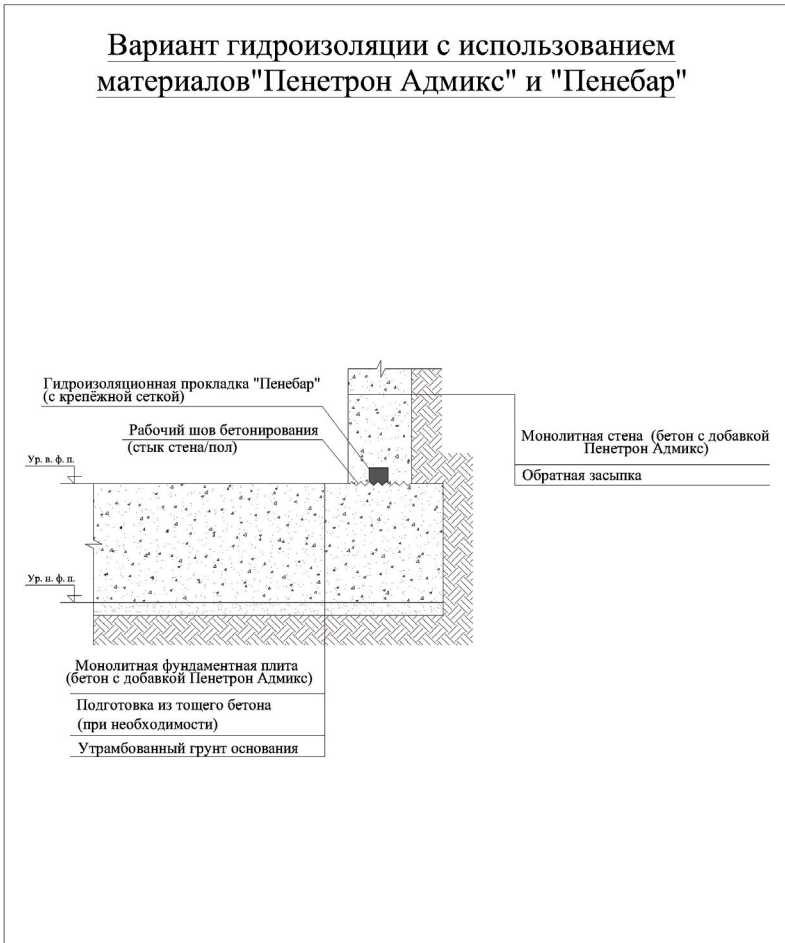 Вариант гидроизоляции с использованием
материалов"Пенетрон Адмикс" и "Пенебар"
Гидроизоляционная прокладка "Пенебар"
(с крепёжной сеткой)
Рабочий шов бетонирования
(стык стена/пол)
Монолитная стена (бетон с добавкой
Пенетрон Адмикс)
Обратная засыпка
Ур. в. ф. п.
Ур. н. ф. п.
Монолитная фундаментная плита
(бетон с добавкой Пенетрон Адмикс)
Подготовка из тощего бетона
(при необходимости)
Утрамбованный грунт основания